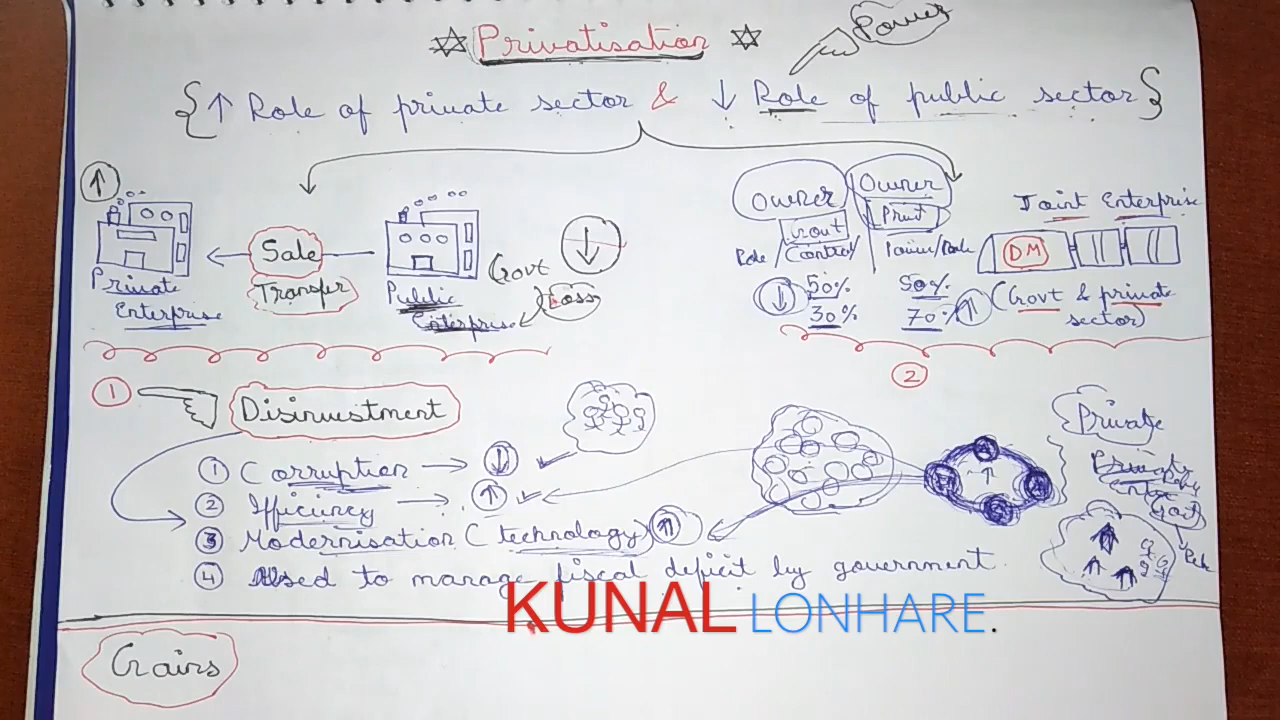 Privatisation
Power
{ ↑ Role of private sector & ↓ Role of public sector }
↑
Private
Enterprise
Sale
Transfer
Public
Enterprise
Govt
Loss
↓
Owner
Govt
Role / Control
↓ 50%
30%
Owner
Prvt
Power/Role
50%
70% ↑
Joint Enterprise
DM
(Govt & private
sector)
1
Disinvestment
2
① Corruption → ↓
② Efficiency → ↑
③ Modernisation (technology) ↑
④ Used to manage fiscal deficit by government
Private
KUNAL LONHARE.
Gains